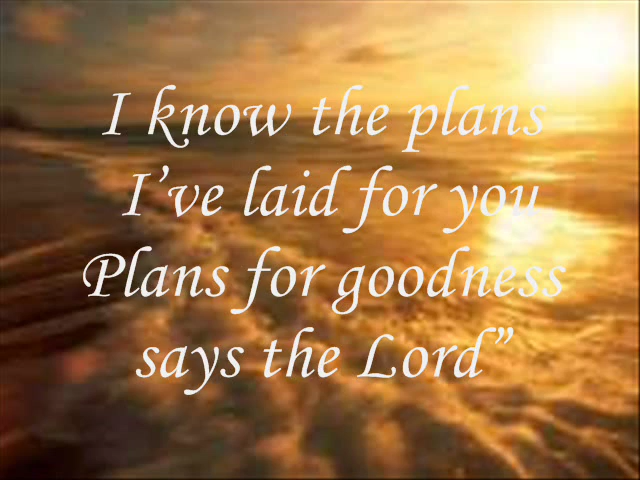 I know the plans
I’ve laid for you
Plans for goodness
says the Lord”